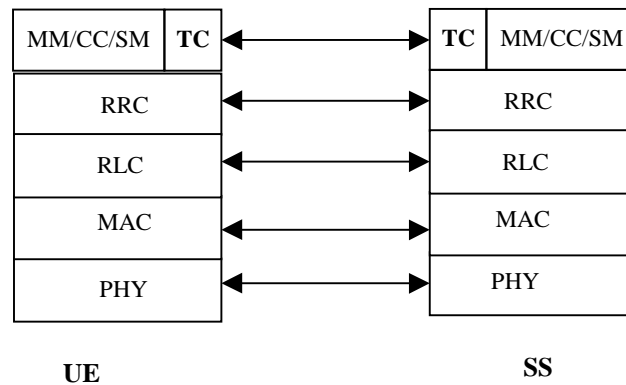 MM/CC/SM TC TC MM/CC/SM
RRC RRC
RLC RLC
MAC MAC
PHY PHY
UE SS